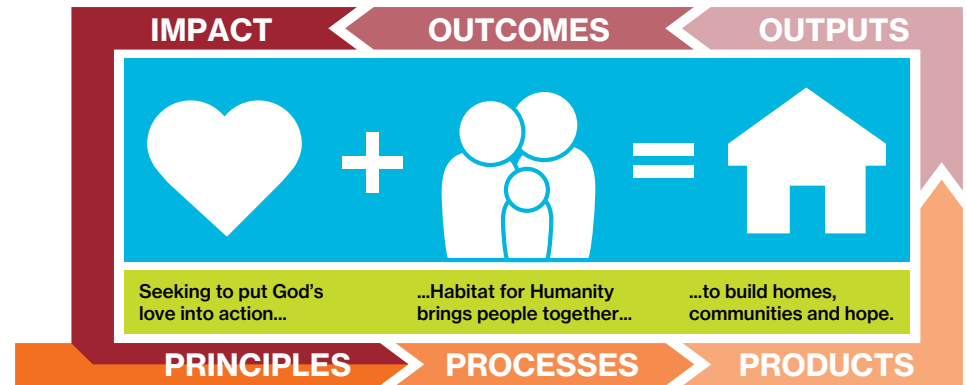 IMPACT
OUTCOMES
OUTPUTS
Seeking to put God's
love into action...
...Habitat for Humanity
brings people together...
...to build homes,
communities and hope.
PRINCIPLES
PROCESSES
PRODUCTS